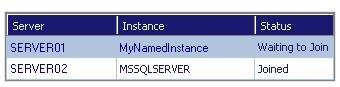 Server Instance Status
SERVER01 MyNamedInstance Waiting to Join
SERVER02 MSSQLSERVER Joined